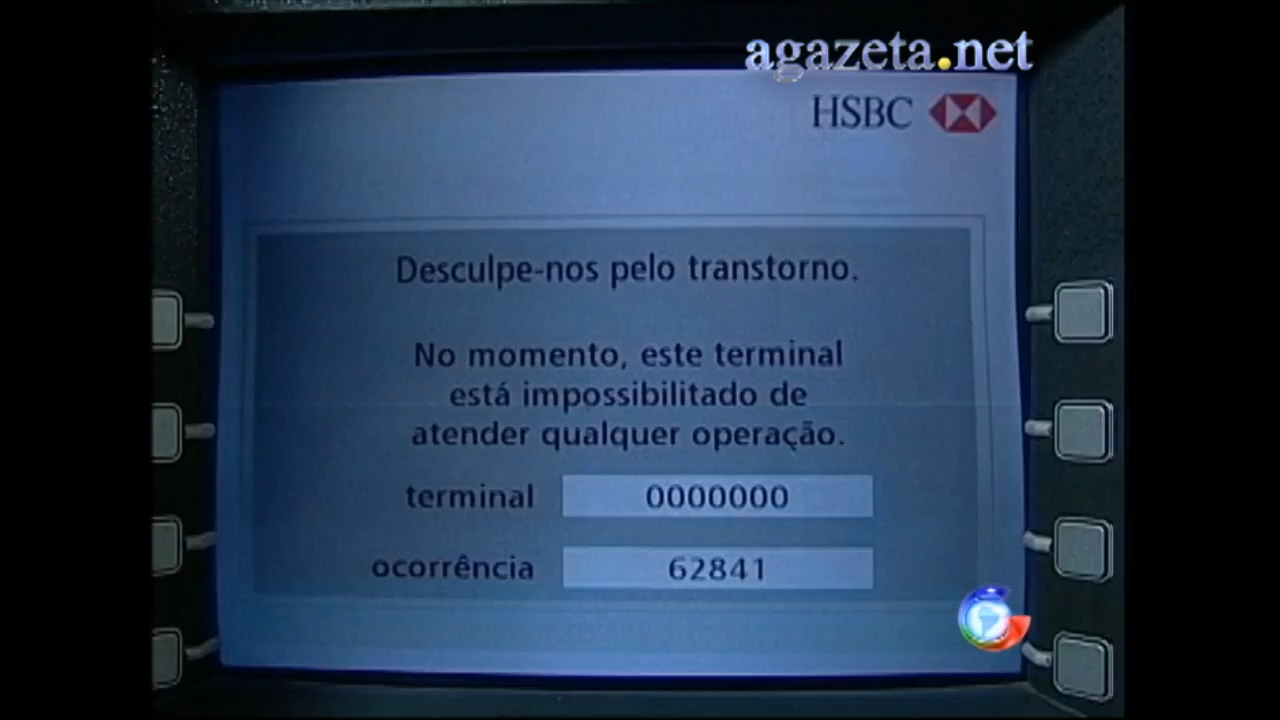 agazeta.net
HSBC
Desculpe-nos pelo transtorno.
No momento, este terminal
está impossibilitado de
atender qualquer operação.
terminal 0000000
ocorrência 62841